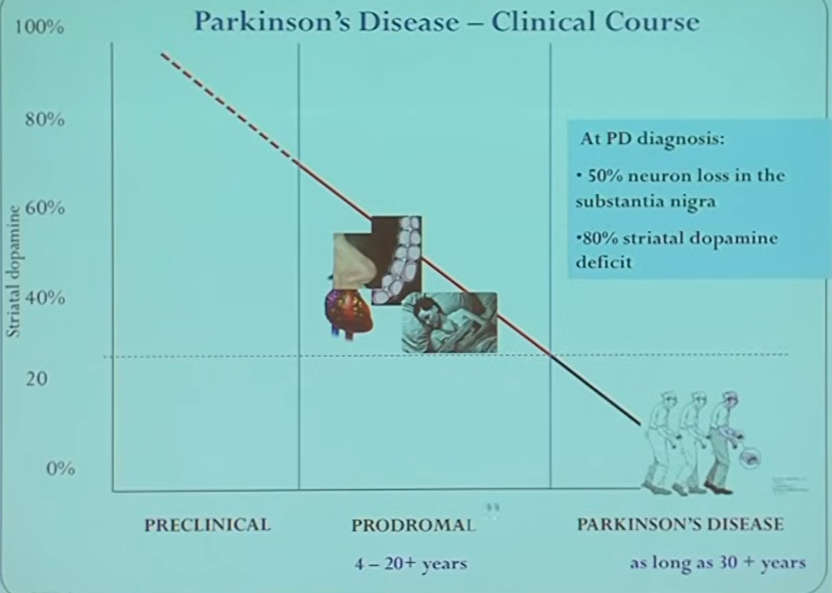 Parkinson's Disease – Clinical Course
100%
80%
60%
40%
20
0%
Striatal dopamine
At PD diagnosis:
• 50% neuron loss in the
substantia nigra
•80% striatal dopamine
deficit
PRECLINICAL
PRODROMAL
PARKINSON'S DISEASE
4 – 20+ years
as long as 30 + years